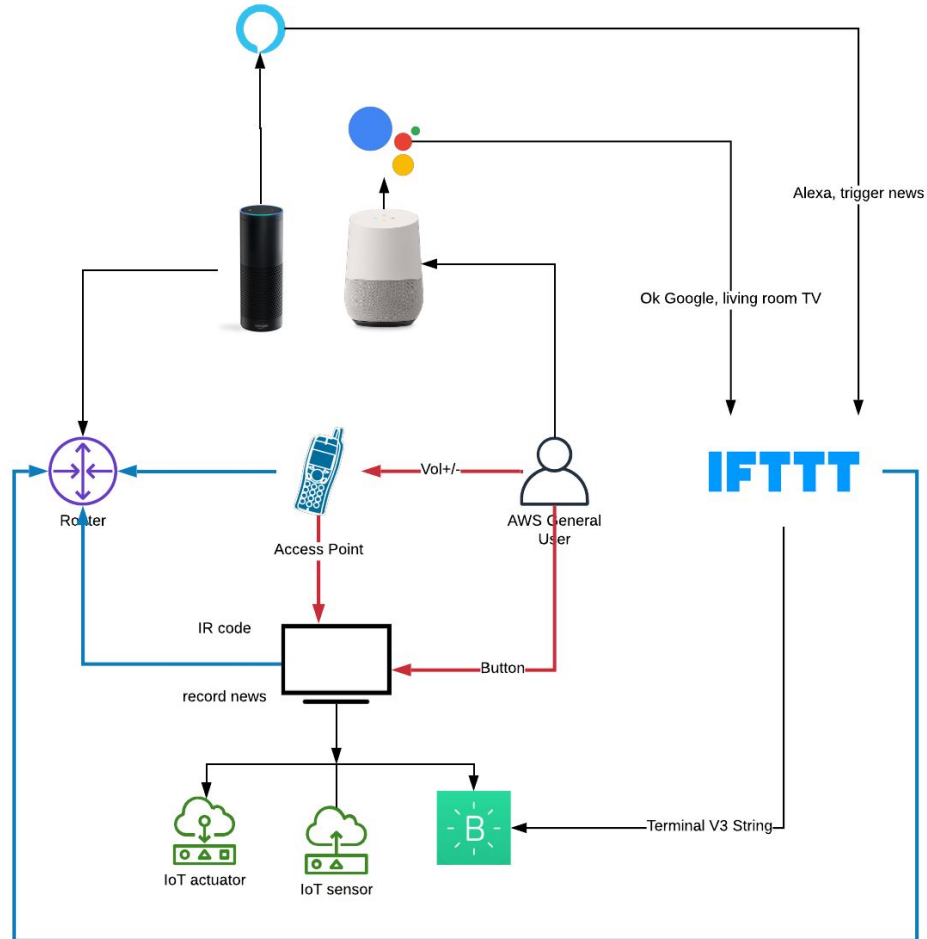 Alexa, trigger news
Ok Google, living room TV
IFTTT
Vol+/-
Router
AWS General
User
Access Point
IR code
Button
record news
B
Terminal V3 String
IoT actuator
IoT sensor